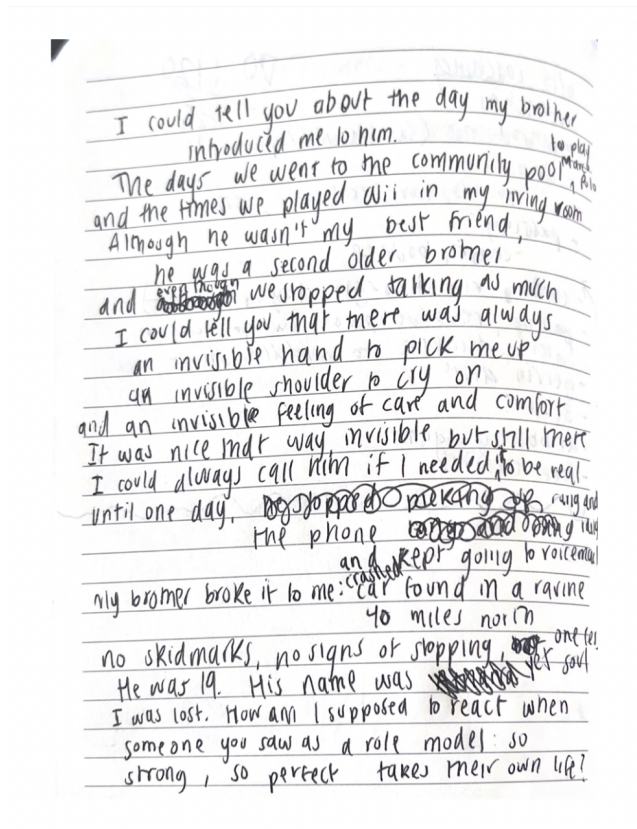 I could tell you about the day my brother
introduced me to him.
The days we went to the community pool to play Marco Polo
and the times we played Wii in my living room
Although he wasn't my best friend,
he was a second older brother
and even though we stopped talking as much
I could tell you that there was always
an invisible hand to pick me up
an invisible shoulder to cry on
and an invisible feeling of care and comfort
It was nice that way invisible but still there
I could always call him if I needed it to be real
until one day,
the phone rang and rang
and kept going to voicemail
My brother broke it to me: crashed car found in a ravine
40 miles north
no skidmarks, no signs of stopping, one
He was 19. His name was
I was lost. How am I supposed to react when
someone you saw as a role model: so
strong, so perfect takes their own life?